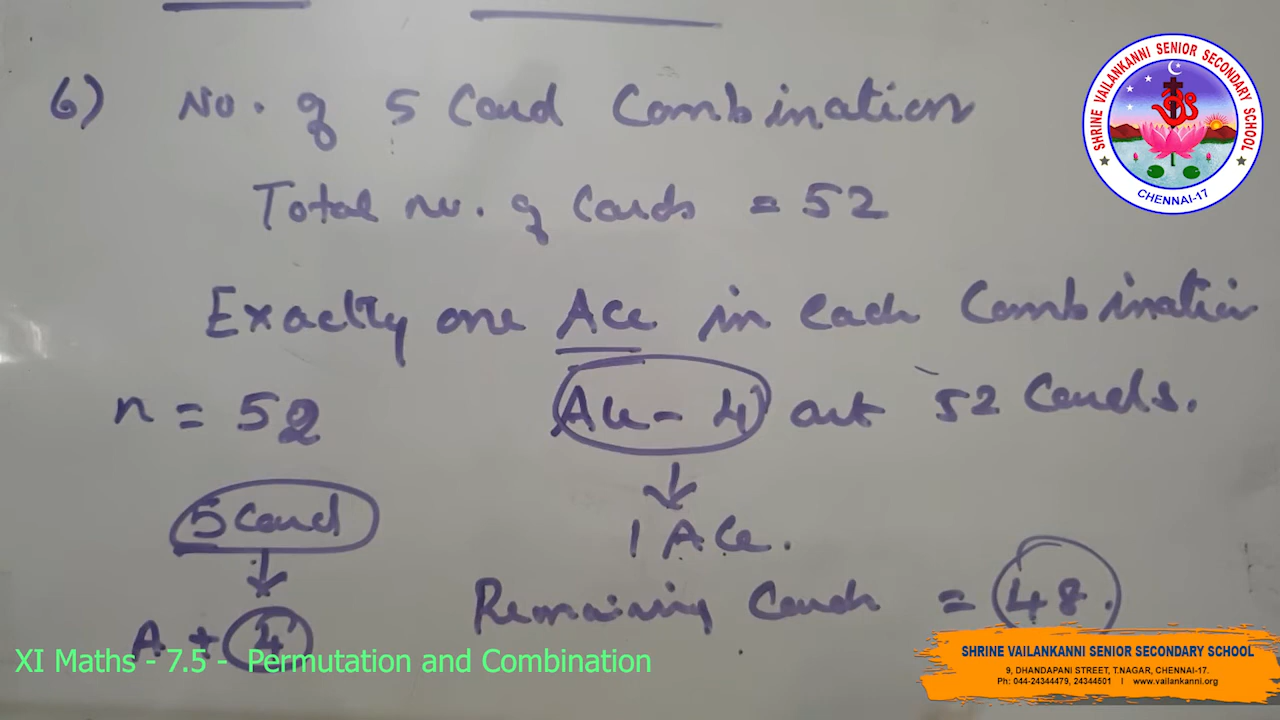 6) No. of 5 Card Combination
Total no. of Cards = 52
Exactly one Ace in each Combination
n = 52
Ace - 4 out 52 Cards.
5 Card
1 Ace.
A + 4
Remaining Cards = 48.
XI Maths - 7.5 - Permutation and Combination
SHRINE VAILANKANNI SENIOR SECONDARY SCHOOL
CHENNAI-17
SHRINE VAILANKANNI SENIOR SECONDARY SCHOOL
9, DHANDAPANI STREET, T.NAGAR, CHENNAI-17.
Ph: 044-24344479, 24344501 I www.vailankanni.org